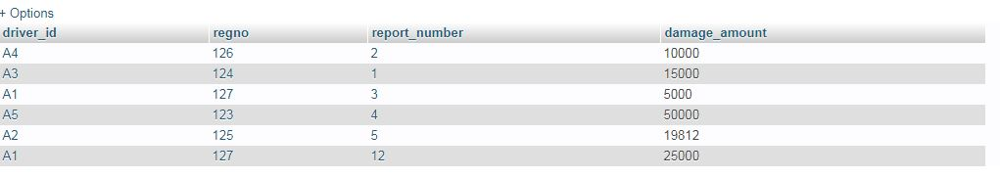 + Options
driver_id regno report_number damage_amount
A4 126 2 10000
A3 124 1 15000
A1 127 3 5000
A5 123 4 50000
A2 125 5 19812
A1 127 12 25000